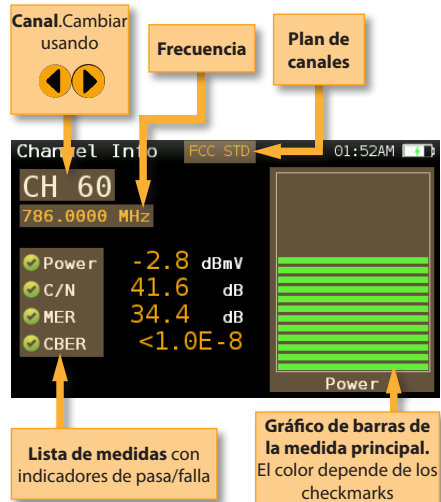 Canal.Cambiar
usando
Frecuencia
Plan de
canales
Channel Info FCC STD 01:52AM
CH 60
786.0000 MHz
Power -2.8 dBmV
C/N 41.6 dB
MER 34.4 dB
CBER <1.0E-8
Power
Lista de medidas con
indicadores de pasa/falla
Gráfico de barras de
la medida principal.
El color depende de los
checkmarks